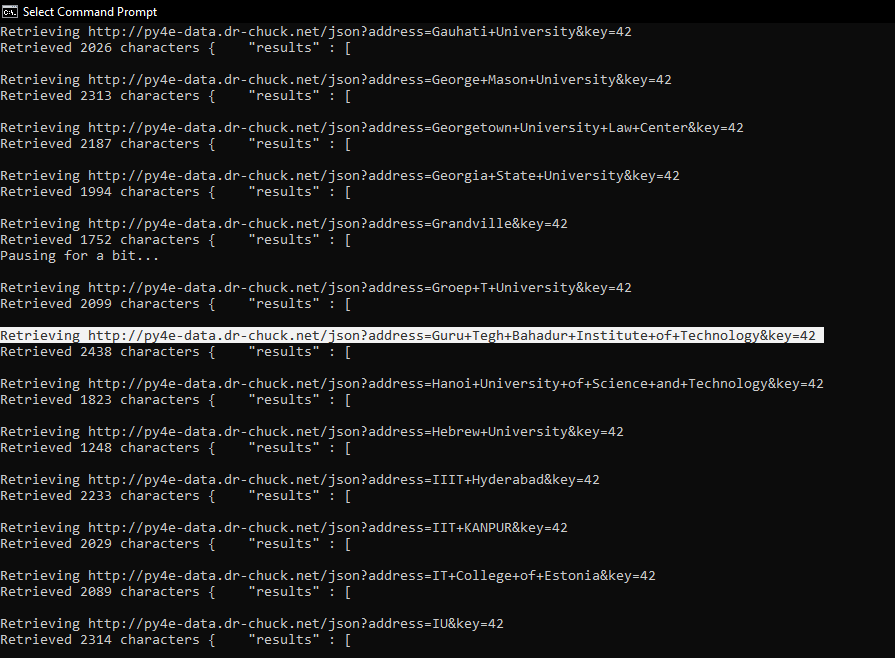 Select Command Prompt
Retrieving http://py4e-data.dr-chuck.net/json?address=Gauhati+University&key=42
Retrieved 2026 characters {    "results" : [
Retrieving http://py4e-data.dr-chuck.net/json?address=George+Mason+University&key=42
Retrieved 2313 characters {    "results" : [
Retrieving http://py4e-data.dr-chuck.net/json?address=Georgetown+University+Law+Center&key=42
Retrieved 2187 characters {    "results" : [
Retrieving http://py4e-data.dr-chuck.net/json?address=Georgia+State+University&key=42
Retrieved 1994 characters {    "results" : [
Retrieving http://py4e-data.dr-chuck.net/json?address=Grandville&key=42
Retrieved 1752 characters {    "results" : [
Pausing for a bit...
Retrieving http://py4e-data.dr-chuck.net/json?address=Groep+T+University&key=42
Retrieved 2099 characters {    "results" : [
Retrieving http://py4e-data.dr-chuck.net/json?address=Guru+Tegh+Bahadur+Institute+of+Technology&key=42
Retrieved 2438 characters {    "results" : [
Retrieving http://py4e-data.dr-chuck.net/json?address=Hanoi+University+of+Science+and+Technology&key=42
Retrieved 1823 characters {    "results" : [
Retrieving http://py4e-data.dr-chuck.net/json?address=Hebrew+University&key=42
Retrieved 1248 characters {    "results" : [
Retrieving http://py4e-data.dr-chuck.net/json?address=IIIT+Hyderabad&key=42
Retrieved 2233 characters {    "results" : [
Retrieving http://py4e-data.dr-chuck.net/json?address=IIT+KANPUR&key=42
Retrieved 2029 characters {    "results" : [
Retrieving http://py4e-data.dr-chuck.net/json?address=IT+College+of+Estonia&key=42
Retrieved 2089 characters {    "results" : [
Retrieving http://py4e-data.dr-chuck.net/json?address=IU&key=42
Retrieved 2314 characters {    "results" : [